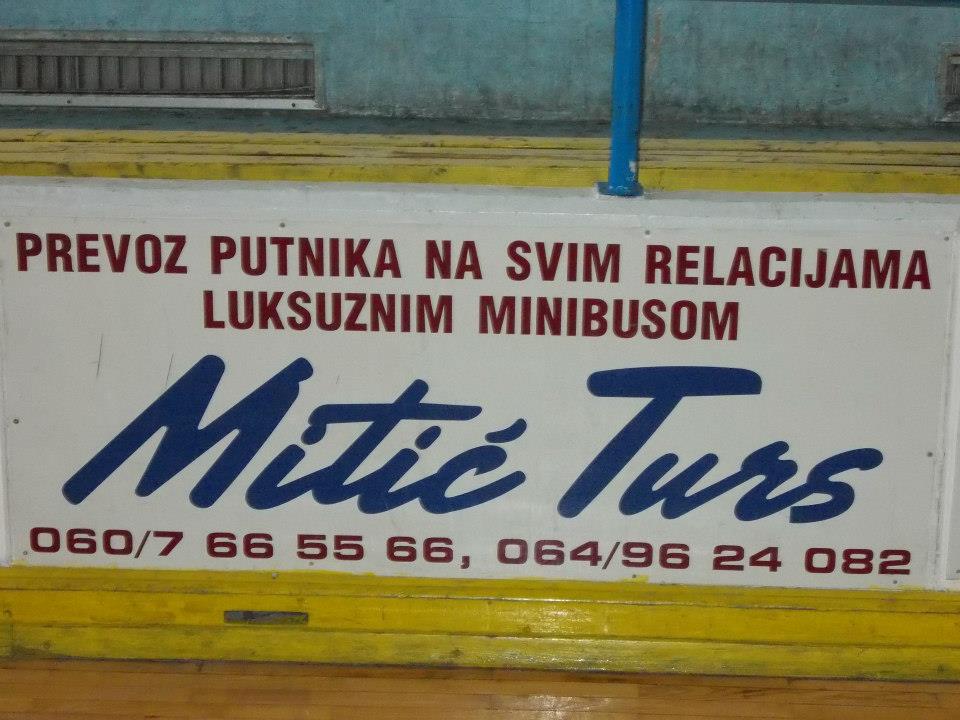 PREVOZ PUTNIKA NA SVIM RELACIJAMA
LUKSUZNIM MINIBUSOM
Mitić Turs
060/7 66 55 66, 064/96 24 082